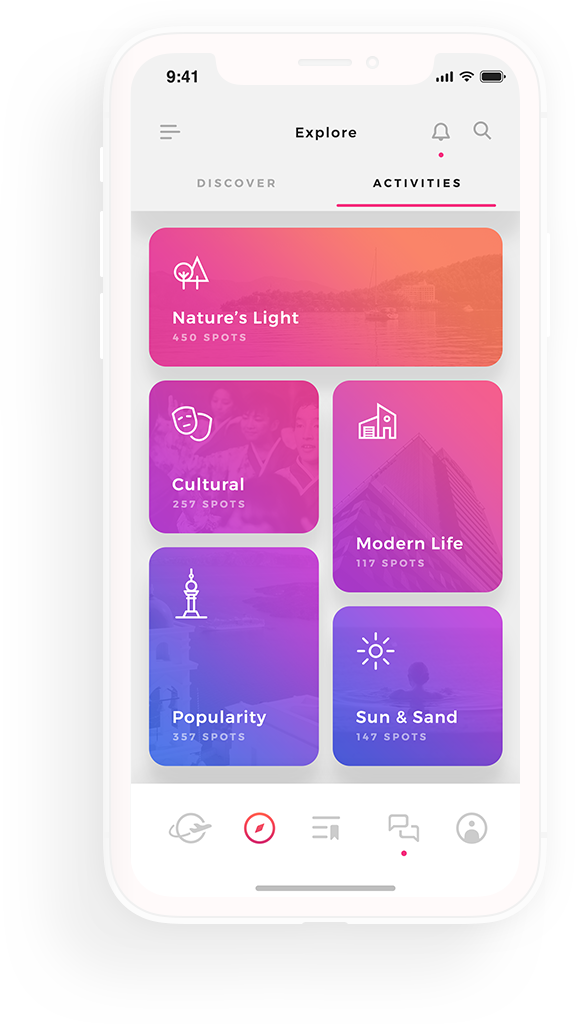 9:41
Explore
DISCOVER
ACTIVITIES
Nature's Light
450 SPOTS
Cultural
257 SPOTS
Modern Life
117 SPOTS
Popularity
357 SPOTS
Sun & Sand
147 SPOTS